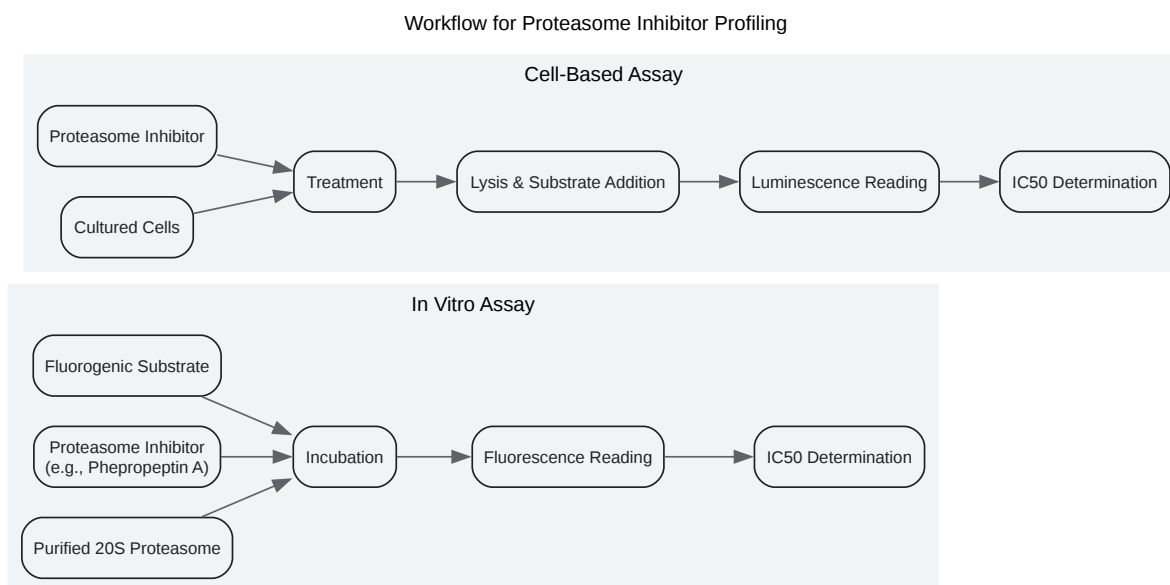 Workflow for Proteasome Inhibitor Profiling
Cell-Based Assay
Proteasome Inhibitor
Cultured Cells
Treatment
Lysis & Substrate Addition
Luminescence Reading
IC50 Determination
In Vitro Assay
Fluorogenic Substrate
Proteasome Inhibitor
(e.g., Phepropeptin A)
Purified 20S Proteasome
Incubation
Fluorescence Reading
IC50 Determination